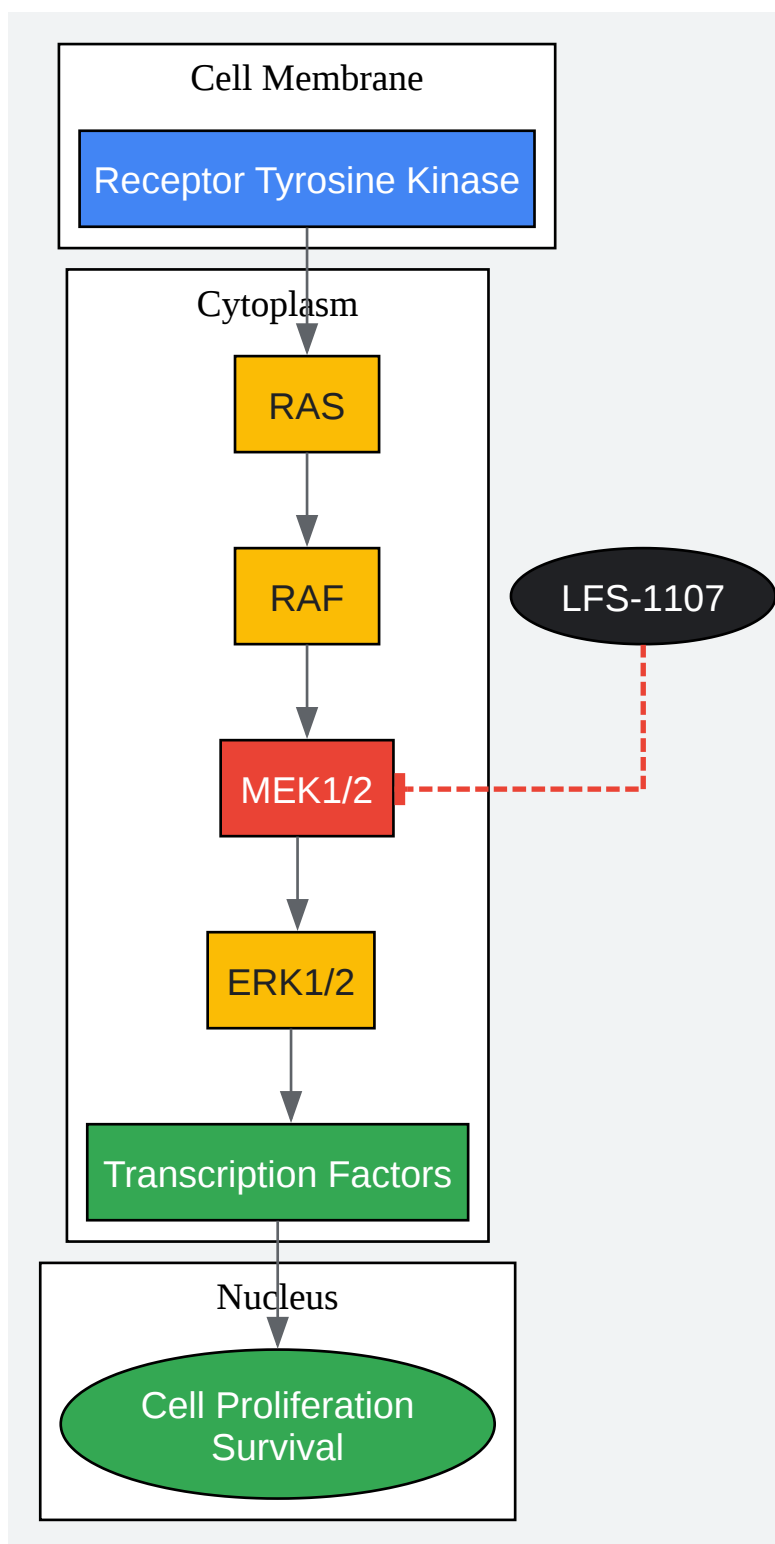 Cell Membrane
Receptor Tyrosine Kinase
Cytoplasm
RAS
RAF
LFS-1107
MEK1/2
ERK1/2
Transcription Factors
Nucleus
Cell Proliferation
Survival